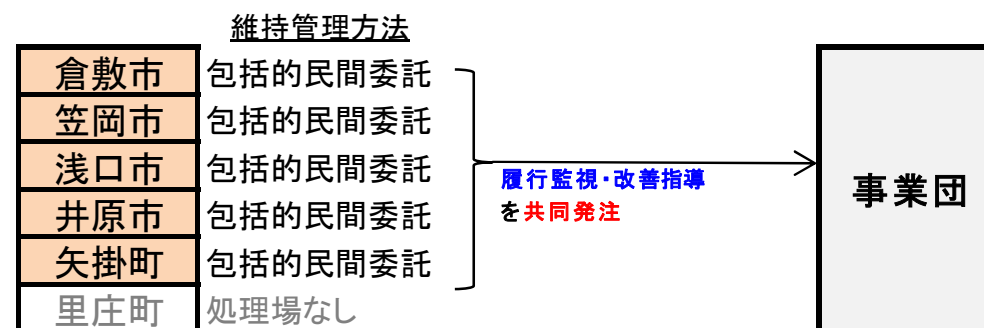 維持管理方法
倉敷市 包括的民間委託
笠岡市 包括的民間委託
浅口市 包括的民間委託
井原市 包括的民間委託
矢掛町 包括的民間委託
里庄町 処理場なし
履行監視・改善指導
を共同発注
事業団